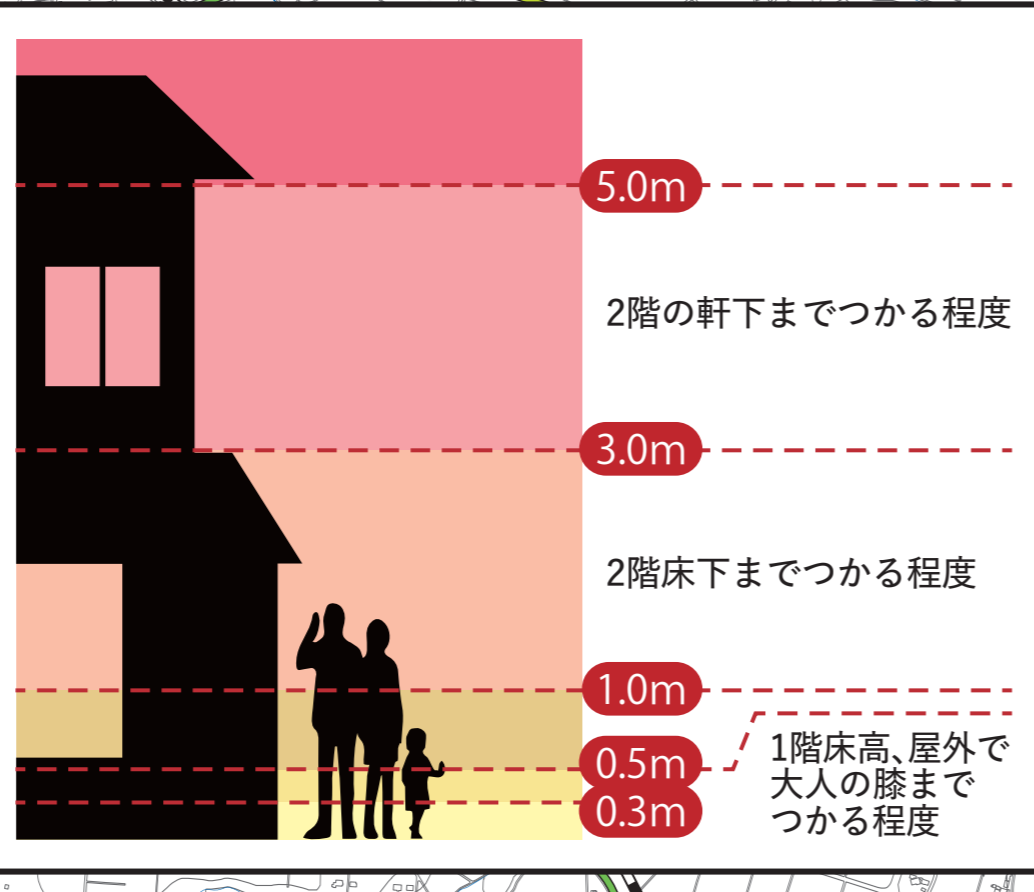 5.0m
2階の軒下までつかる程度
3.0m
2階床下までつかる程度
1.0m
0.5m
0.3m
1階床高、屋外で
大人の膝まで
つかる程度